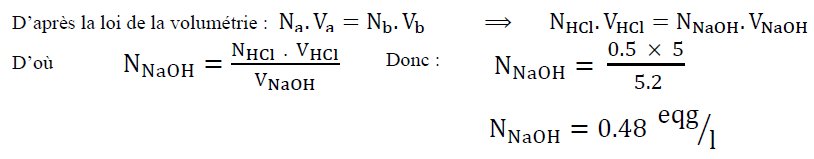 D'après la loi de la volumétrie : Na.Va = Nb.Vb ⟹ NHCl.VHCl = NNaOH.VNaOH
D'où NNaOH = NHCl . VHCl / VNaOH Donc : NNaOH = 0.5 × 5 / 5.2
NNaOH = 0.48 eqg/l